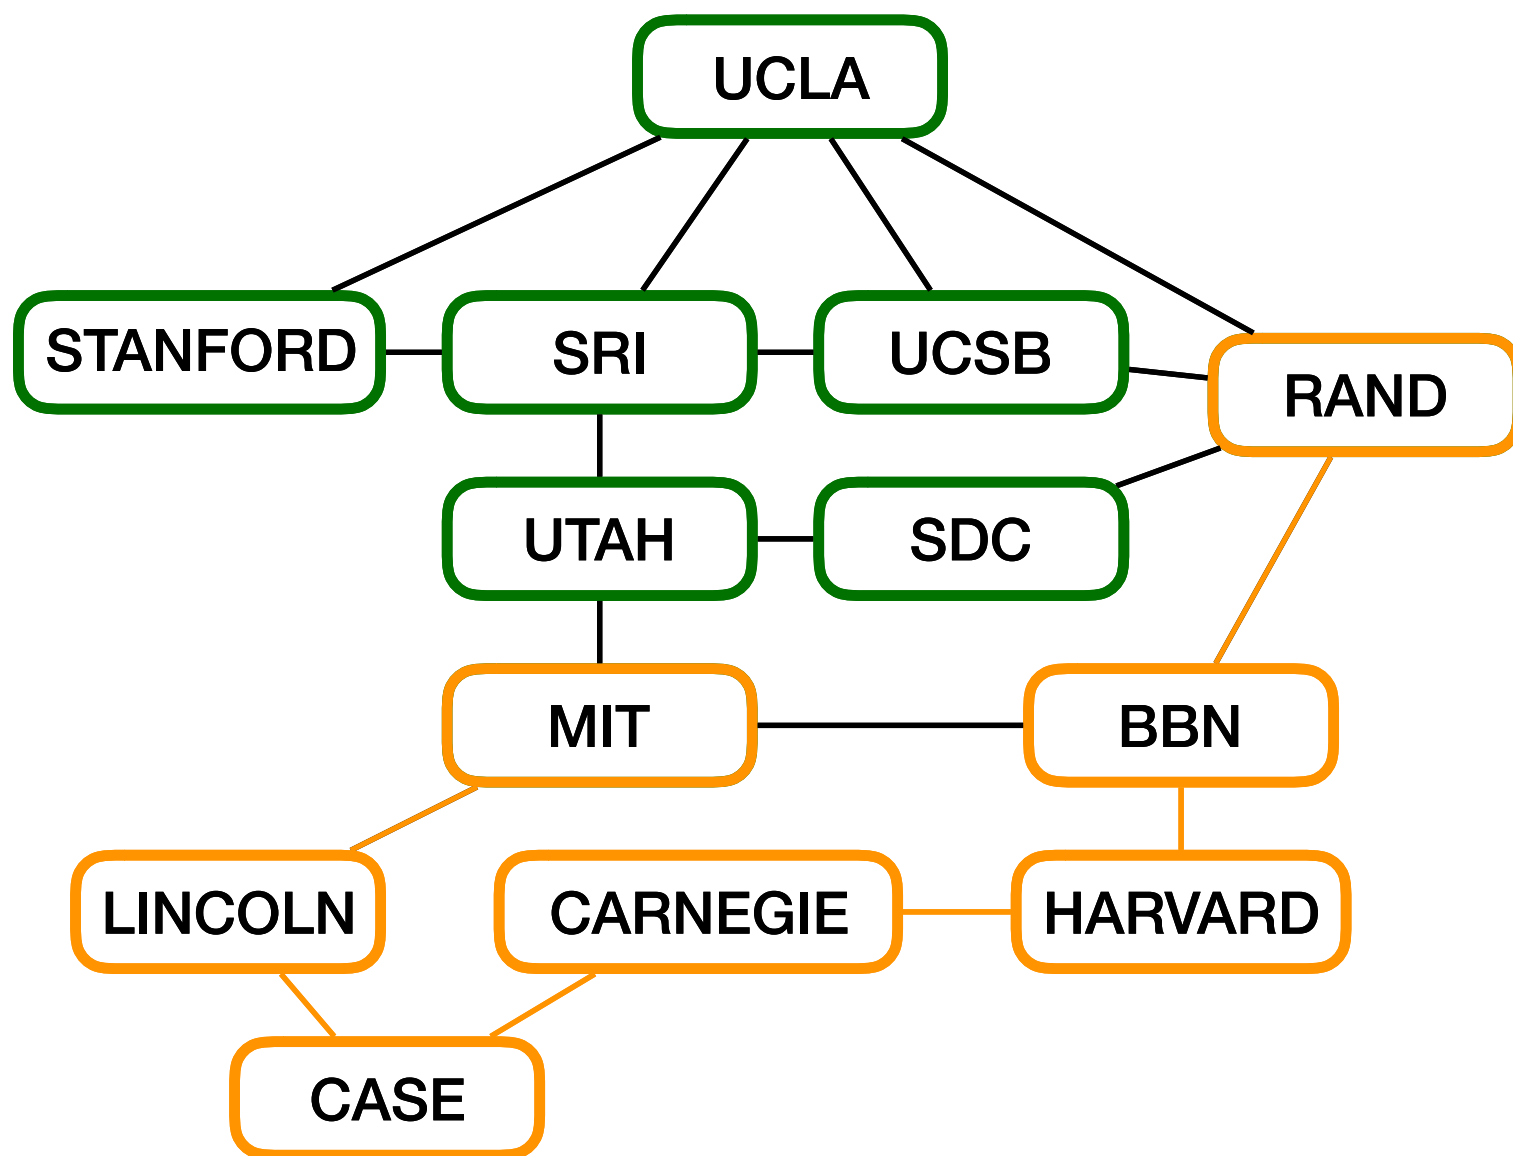 UCLA
STANFORD
SRI
UCSB
RAND
UTAH
SDC
MIT
BBN
LINCOLN
CARNEGIE
HARVARD
CASE